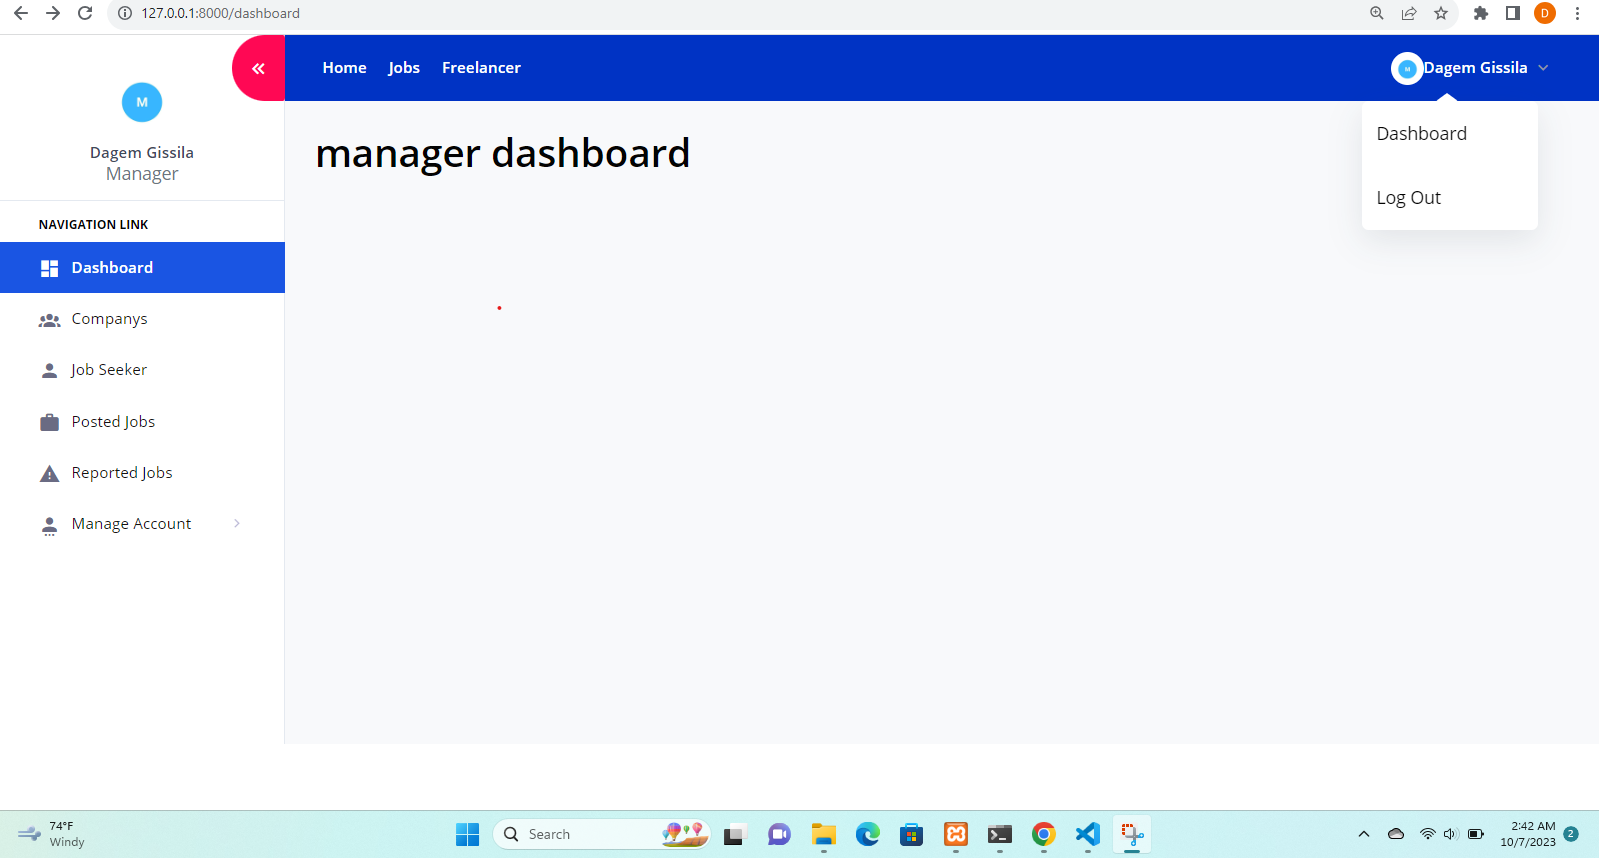 127.0.0.1:8000/dashboard
D
Home Jobs Freelancer
M Dagem Gissila
M
Dagem Gissila
Manager
NAVIGATION LINK
Dashboard
Companys
Job Seeker
Posted Jobs
Reported Jobs
Manage Account
manager dashboard
Dashboard
Log Out
74°F
Windy
Search
2:42 AM
10/7/2023
2